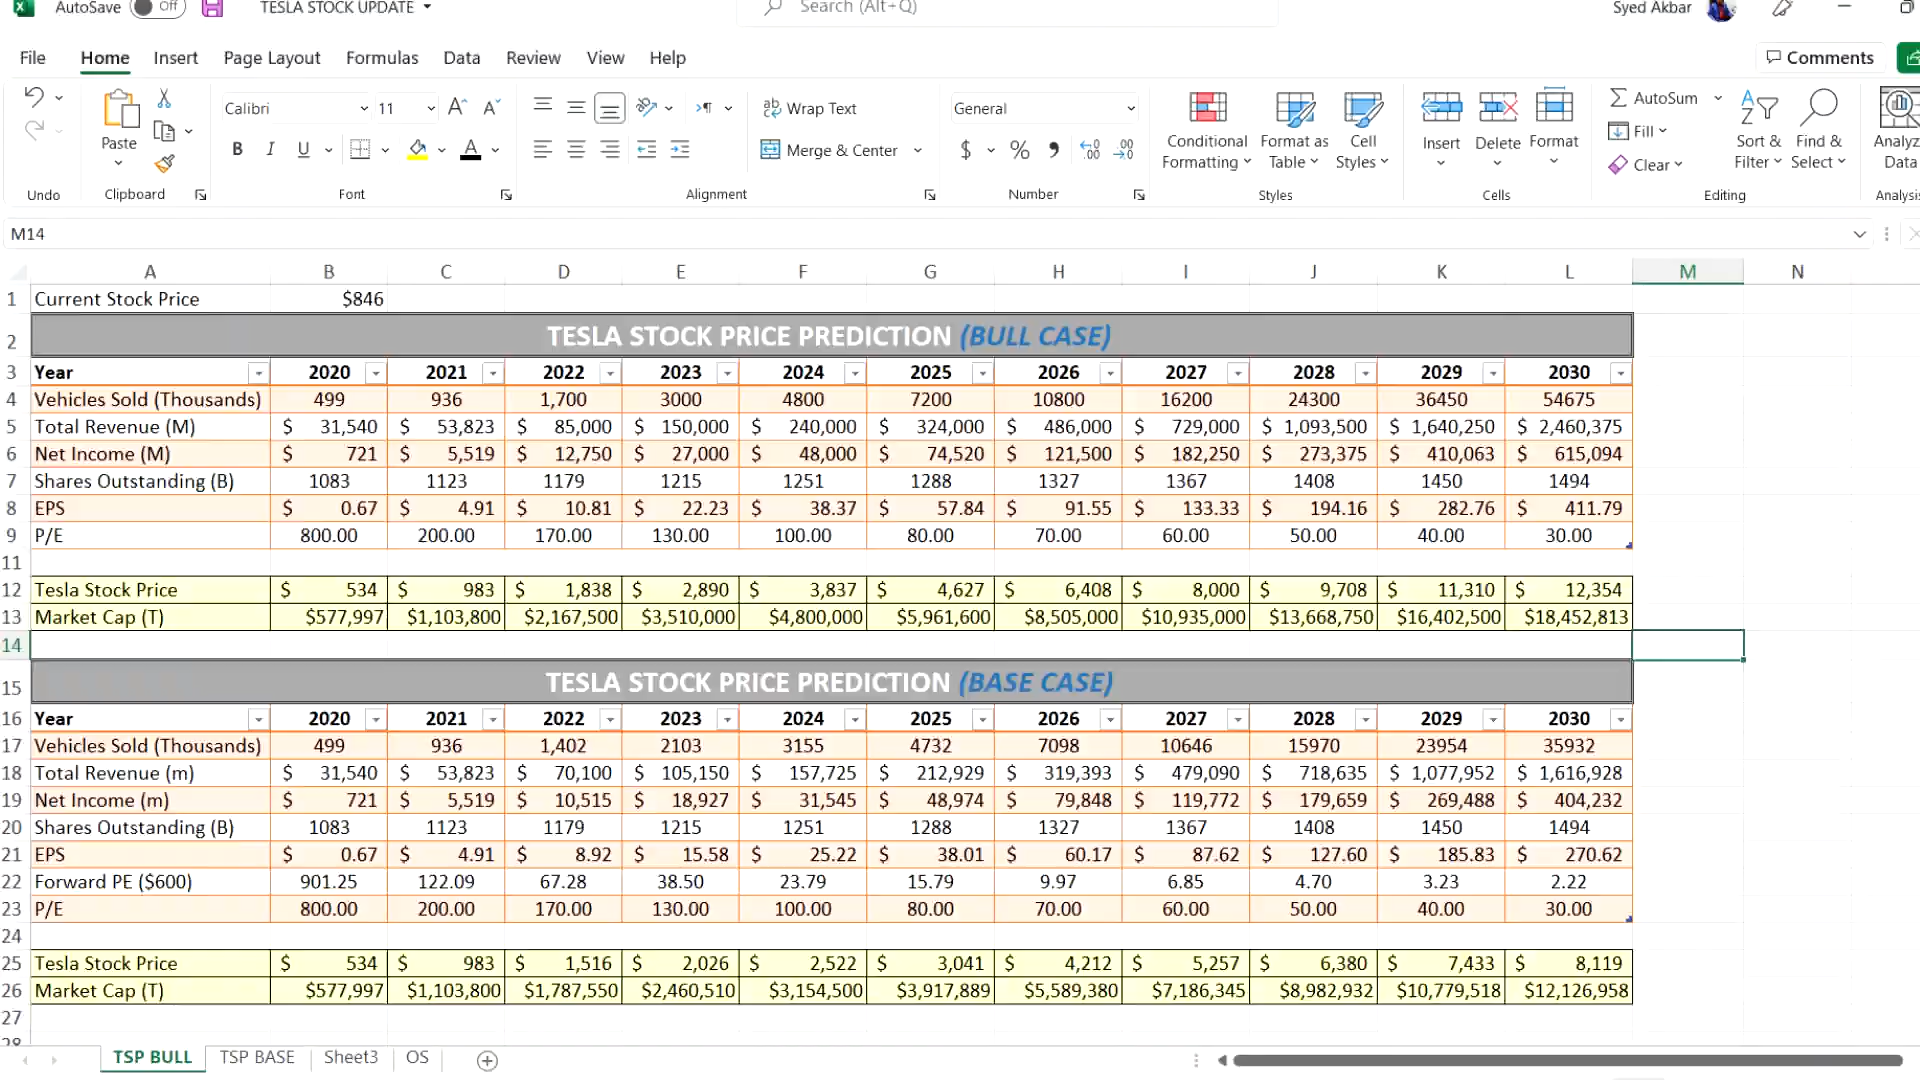 AutoSave Off TESLA STOCK UPDATE Search (Alt+Q) Syed Akbar
File Home Insert Page Layout Formulas Data Review View Help Comments
Calibri 11 Wrap Text General AutoSum
Paste Merge & Center $ % Conditional Formatting Format as Table Cell Styles Insert Delete Format Fill Clear Sort & Filter Find & Select Analyz Data
Undo Clipboard Font Alignment Number Styles Cells Editing Analysis
M14
A B C D E F G H I J K L M N
1 Current Stock Price $846
2 TESLA STOCK PRICE PREDICTION (BULL CASE)
3 Year 2020 2021 2022 2023 2024 2025 2026 2027 2028 2029 2030
4 Vehicles Sold (Thousands) 499 936 1,700 3000 4800 7200 10800 16200 24300 36450 54675
5 Total Revenue (M) $ 31,540 $ 53,823 $ 85,000 $ 150,000 $ 240,000 $ 324,000 $ 486,000 $ 729,000 $ 1,093,500 $ 1,640,250 $ 2,460,375
6 Net Income (M) $ 721 $ 5,519 $ 12,750 $ 27,000 $ 48,000 $ 74,520 $ 121,500 $ 182,250 $ 273,375 $ 410,063 $ 615,094
7 Shares Outstanding (B) 1083 1123 1179 1215 1251 1288 1327 1367 1408 1450 1494
8 EPS $ 0.67 $ 4.91 $ 10.81 $ 22.23 $ 38.37 $ 57.84 $ 91.55 $ 133.33 $ 194.16 $ 282.76 $ 411.79
9 P/E 800.00 200.00 170.00 130.00 100.00 80.00 70.00 60.00 50.00 40.00 30.00
11
12 Tesla Stock Price $ 534 $ 983 $ 1,838 $ 2,890 $ 3,837 $ 4,627 $ 6,408 $ 8,000 $ 9,708 $ 11,310 $ 12,354
13 Market Cap (T) $577,997 $1,103,800 $2,167,500 $3,510,000 $4,800,000 $5,961,600 $8,505,000 $10,935,000 $13,668,750 $16,402,500 $18,452,813
14
15 TESLA STOCK PRICE PREDICTION (BASE CASE)
16 Year 2020 2021 2022 2023 2024 2025 2026 2027 2028 2029 2030
17 Vehicles Sold (Thousands) 499 936 1,402 2103 3155 4732 7098 10646 15970 23954 35932
18 Total Revenue (m) $ 31,540 $ 53,823 $ 70,100 $ 105,150 $ 157,725 $ 212,929 $ 319,393 $ 479,090 $ 718,635 $ 1,077,952 $ 1,616,928
19 Net Income (m) $ 721 $ 5,519 $ 10,515 $ 18,927 $ 31,545 $ 48,974 $ 79,848 $ 119,772 $ 179,659 $ 269,488 $ 404,232
20 Shares Outstanding (B) 1083 1123 1179 1215 1251 1288 1327 1367 1408 1450 1494
21 EPS $ 0.67 $ 4.91 $ 8.92 $ 15.58 $ 25.22 $ 38.01 $ 60.17 $ 87.62 $ 127.60 $ 185.83 $ 270.62
22 Forward PE ($600) 901.25 122.09 67.28 38.50 23.79 15.79 9.97 6.85 4.70 3.23 2.22
23 P/E 800.00 200.00 170.00 130.00 100.00 80.00 70.00 60.00 50.00 40.00 30.00
24
25 Tesla Stock Price $ 534 $ 983 $ 1,516 $ 2,026 $ 2,522 $ 3,041 $ 4,212 $ 5,257 $ 6,380 $ 7,433 $ 8,119
26 Market Cap (T) $577,997 $1,103,800 $1,787,550 $2,460,510 $3,154,500 $3,917,889 $5,589,380 $7,186,345 $8,982,932 $10,779,518 $12,126,958
27
28
TSP BULL TSP BASE Sheet3 OS